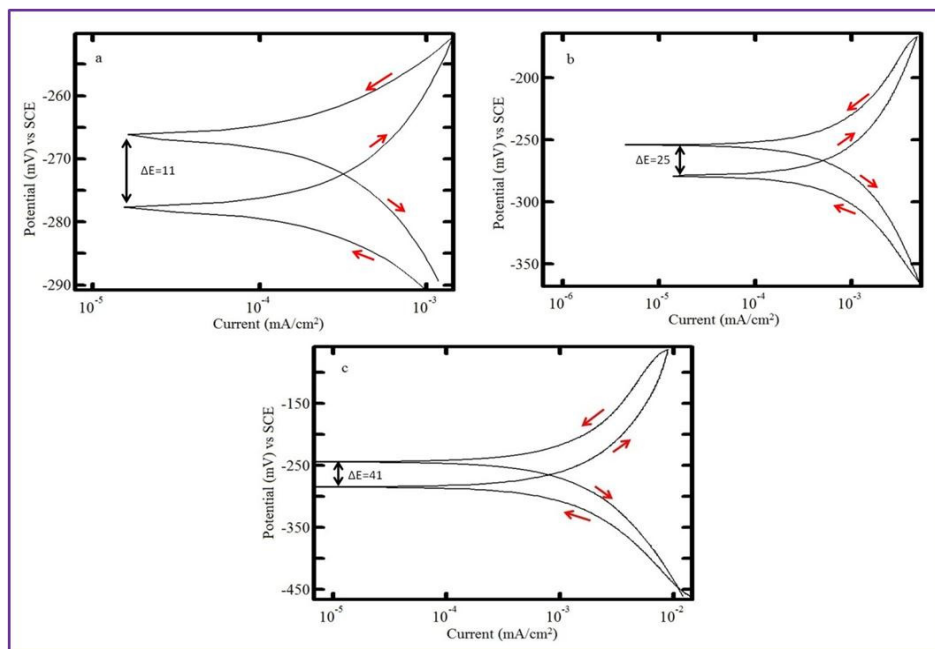 a
Potential (mV) vs SCE
-260
-270
-280
-290
ΔE=11
10⁻⁵
10⁻⁴
10⁻³
Current (mA/cm²)
b
Potential (mV) vs SCE
-200
-250
-300
-350
ΔE=25
10⁻⁶
10⁻⁵
10⁻⁴
10⁻³
Current (mA/cm²)
c
Potential (mV) vs SCE
-150
-250
-350
-450
ΔE=41
10⁻⁵
10⁻⁴
10⁻³
10⁻²
Current (mA/cm²)